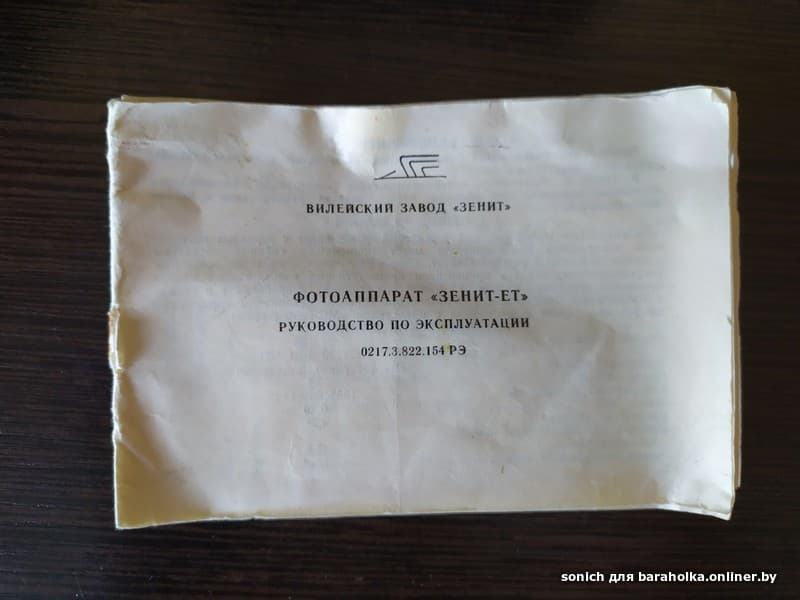 ВИЛЕЙСКИЙ ЗАВОД «ЗЕНИТ»
ФОТОАППАРАТ «ЗЕНИТ-ЕТ»
РУКОВОДСТВО ПО ЭКСПЛУАТАЦИИ
0217.3.822.154 РЭ
sonich для baraholka.onliner.by